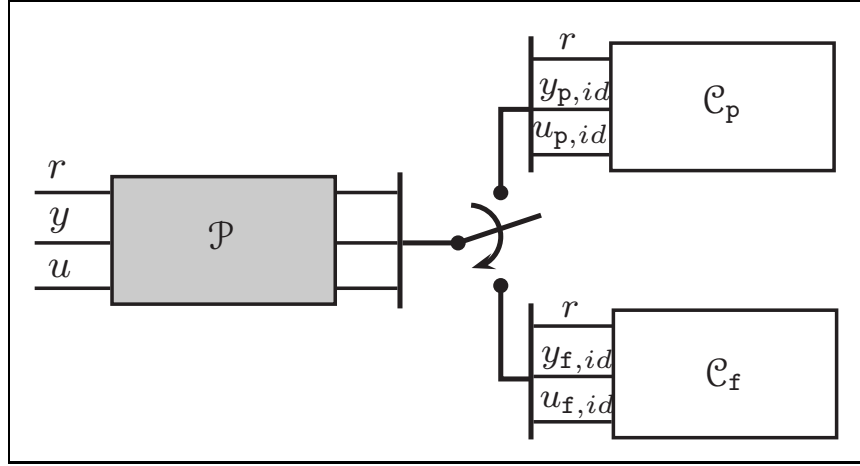 r
y
u
𝒫
r
y_{p,id}
u_{p,id}
𝒞_p
r
y_{f,id}
u_{f,id}
𝒞_f